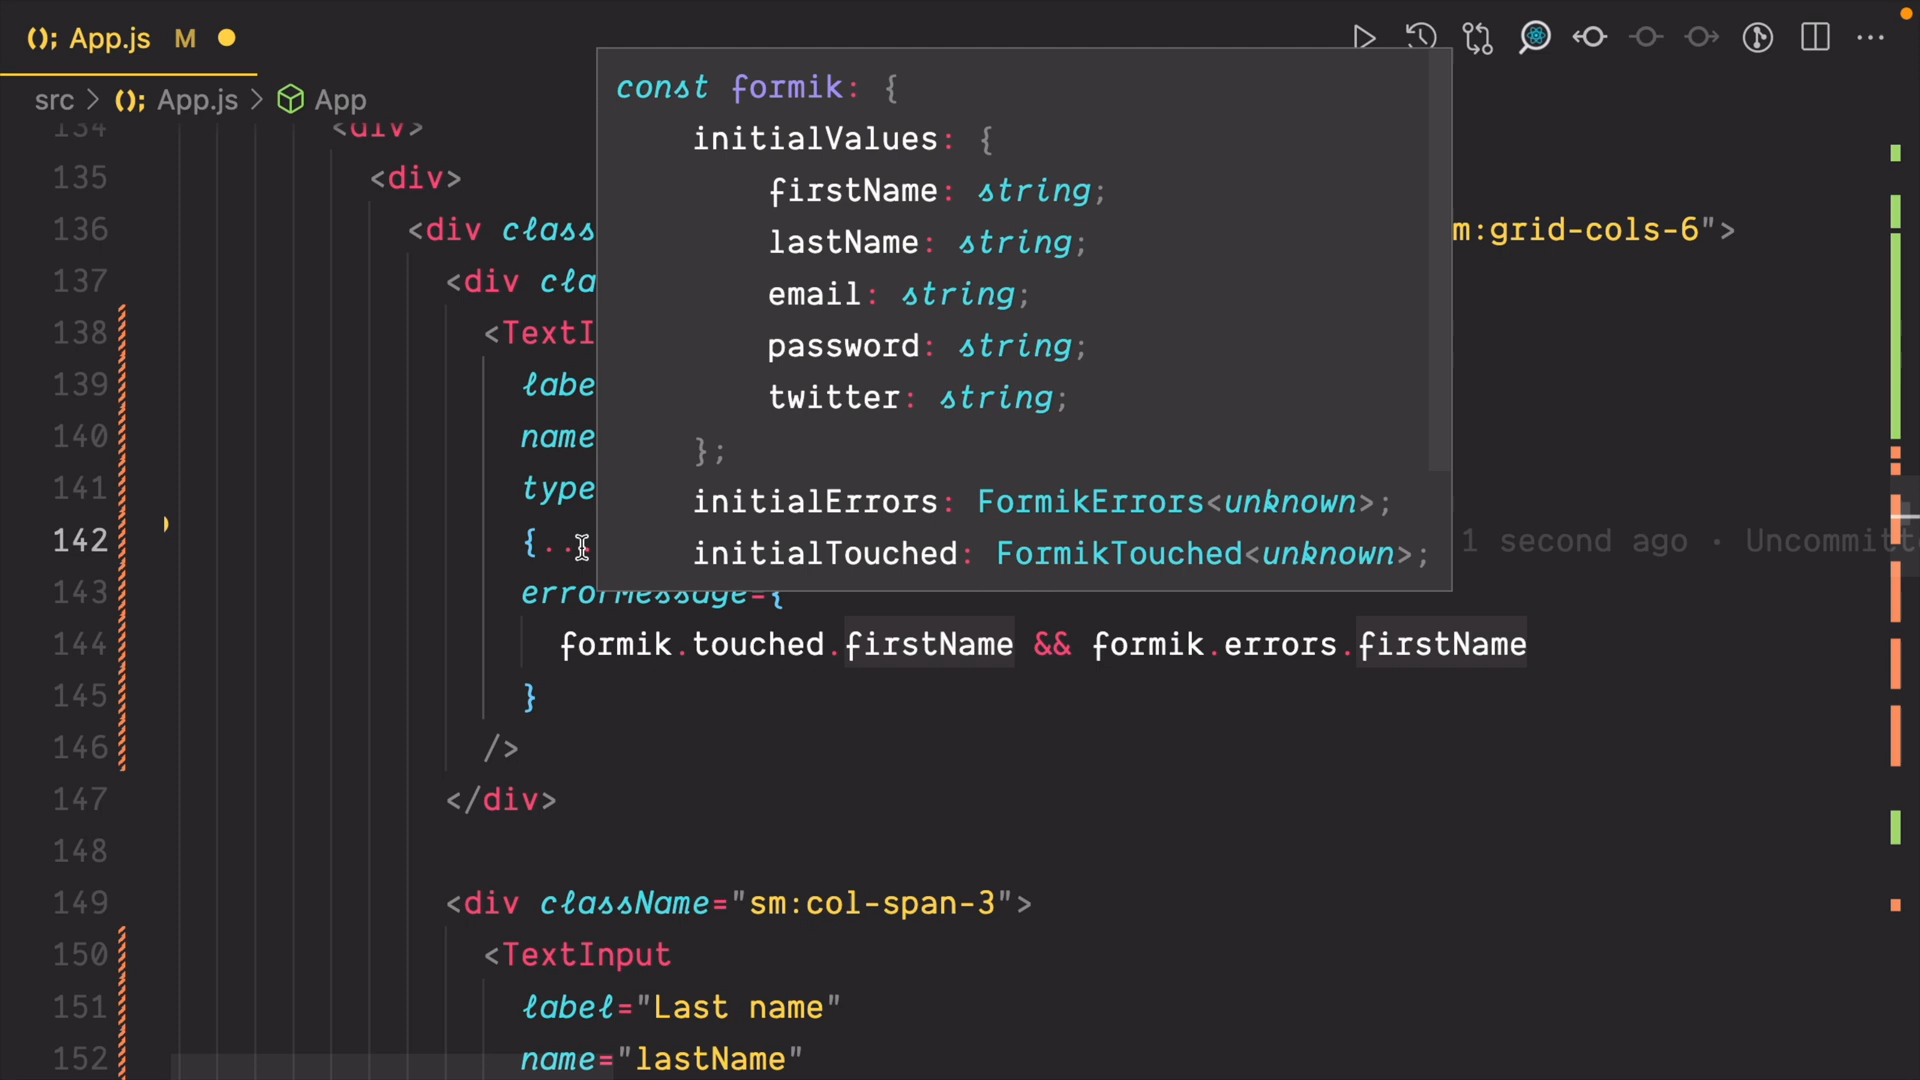 (); App.js M
src > (); App.js > App
134 <div>
135 <div>
136 <div class m:grid-cols-6">
137 <div cla
138 <TextI
139 labe
140 name
141 type
142 {... 1 second ago · Uncommitt
143 errorMessage={
144 formik.touched.firstName && formik.errors.firstName
145 }
146 />
147 </div>
148
149 <div className="sm:col-span-3">
150 <TextInput
151 label="Last name"
152 name="lastName"
const formik: {
initialValues: {
firstName: string;
lastName: string;
email: string;
password: string;
twitter: string;
};
initialErrors: FormikErrors<unknown>;
initialTouched: FormikTouched<unknown>;